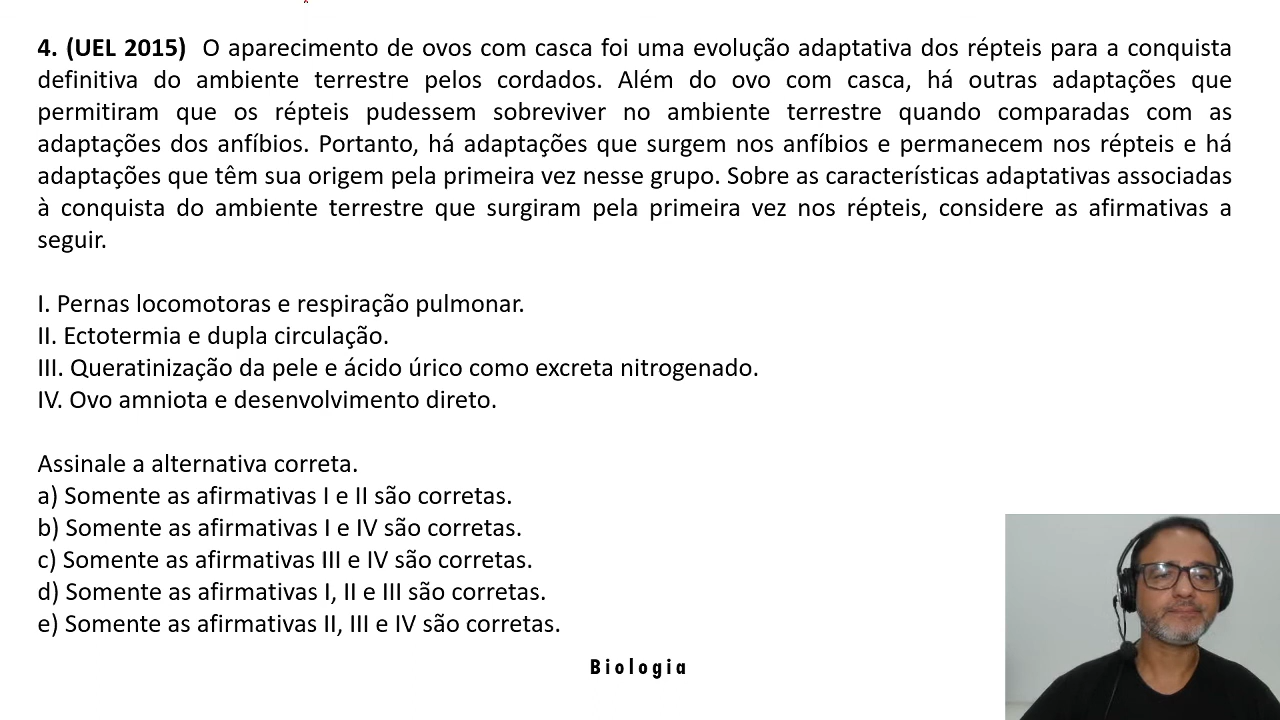 4. (UEL 2015) O aparecimento de ovos com casca foi uma evolução adaptativa dos répteis para a conquista
definitiva do ambiente terrestre pelos cordados. Além do ovo com casca, há outras adaptações que
permitiram que os répteis pudessem sobreviver no ambiente terrestre quando comparadas com as
adaptações dos anfíbios. Portanto, há adaptações que surgem nos anfíbios e permanecem nos répteis e há
adaptações que têm sua origem pela primeira vez nesse grupo. Sobre as características adaptativas associadas
à conquista do ambiente terrestre que surgiram pela primeira vez nos répteis, considere as afirmativas a
seguir.
I. Pernas locomotoras e respiração pulmonar.
II. Ectotermia e dupla circulação.
III. Queratinização da pele e ácido úrico como excreta nitrogenado.
IV. Ovo amniota e desenvolvimento direto.
Assinale a alternativa correta.
a) Somente as afirmativas I e II são corretas.
b) Somente as afirmativas I e IV são corretas.
c) Somente as afirmativas III e IV são corretas.
d) Somente as afirmativas I, II e III são corretas.
e) Somente as afirmativas II, III e IV são corretas.
Biologia